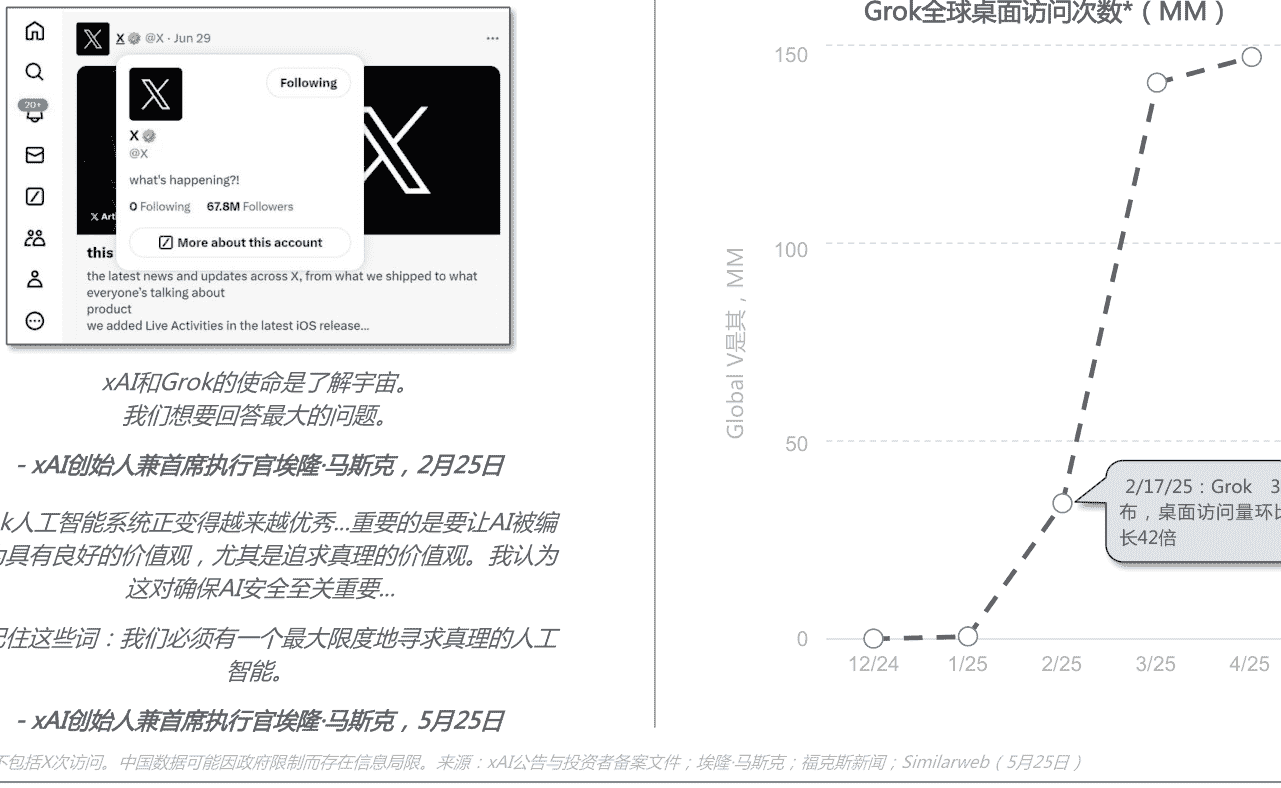 X @X · Jun 29
Following
20+
X
@X
what's happening?!
0 Following 67.8M Followers
More about this account
X Art
this
the latest news and updates across X, from what we shipped to what
everyone's talking about
product
we added Live Activities in the latest iOS release...
xAI和Grok的使命是了解宇宙。
我们想要回答最大的问题。
- xAI创始人兼首席执行官埃隆·马斯克，2月25日
k人工智能系统正变得越来越优秀...重要的是要让AI被编
具有良好的价值观，尤其是追求真理的价值观。我认为
这对确保AI安全至关重要...
记住这些词：我们必须有一个最大限度地寻求真理的人工
智能。
- xAI创始人兼首席执行官埃隆·马斯克，5月25日
Grok全球桌面访问次数*（MM）
Global V是其，MM
150
100
50
0
12/24 1/25 2/25 3/25 4/25
2/17/25：Grok 3
布，桌面访问量环比
长42倍
不包括X次访问。中国数据可能因政府限制而存在信息局限。来源：xAI公告与投资者备案文件；埃隆·马斯克；福克斯新闻；Similarweb（5月25日）